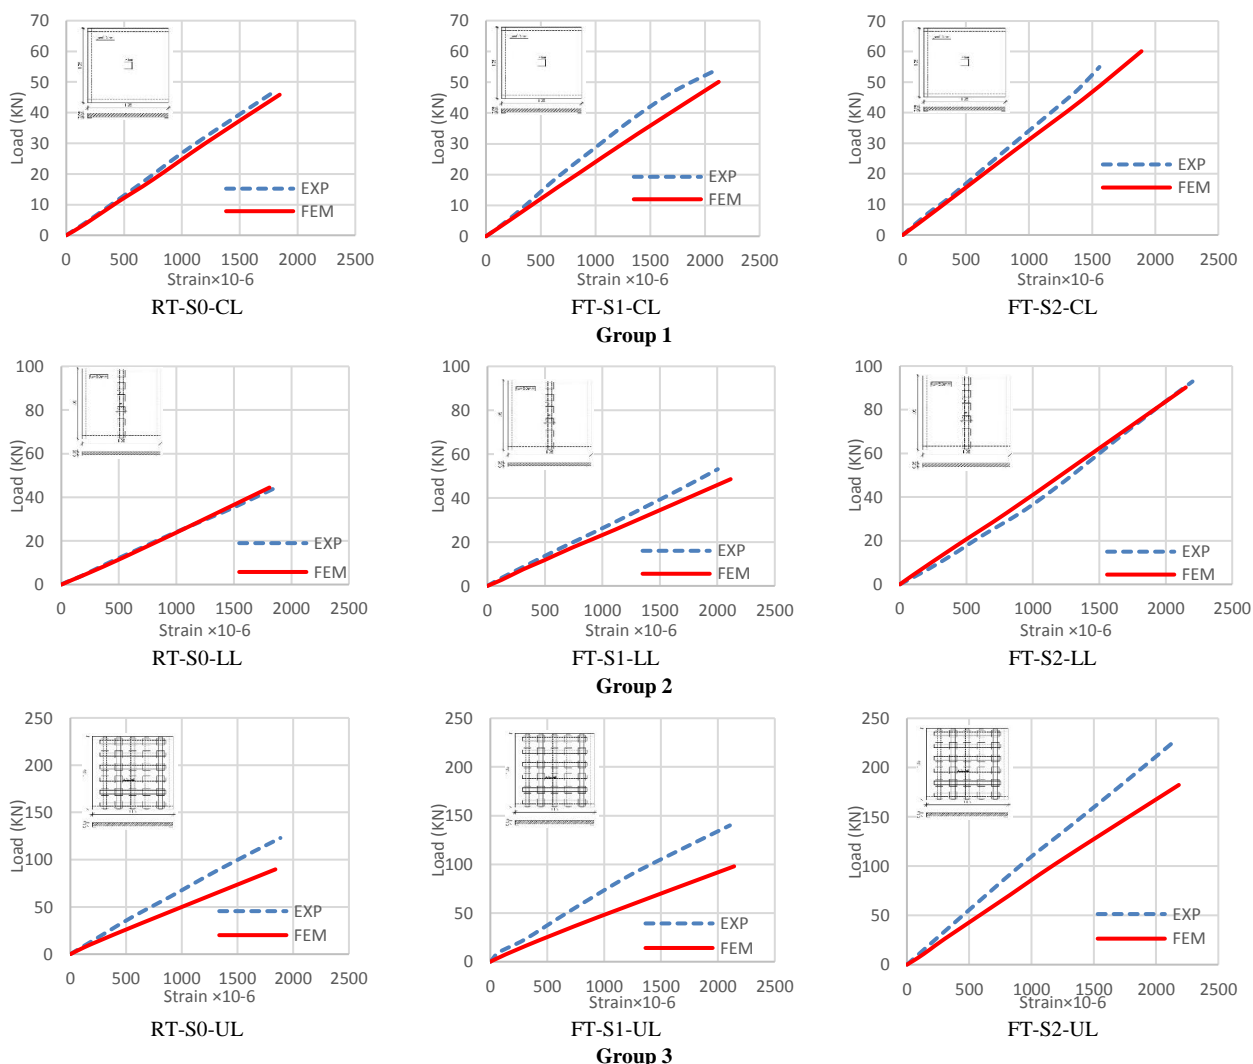 70
60
50
40
30
20
10
0
Load (KN)
EXP
FEM
0 500 1000 1500 2000 2500
Strain×10-6
RT-S0-CL
70
60
50
40
30
20
10
0
Load (KN)
EXP
FEM
0 500 1000 1500 2000 2500
Strain×10-6
FT-S1-CL
70
60
50
40
30
20
10
0
Load (KN)
EXP
FEM
0 500 1000 1500 2000 2500
Strain×10-6
FT-S2-CL
Group 1
100
80
60
40
20
0
Load (KN)
EXP
FEM
0 500 1000 1500 2000 2500
Strain ×10-6
RT-S0-LL
100
80
60
40
20
0
Load (KN)
EXP
FEM
0 500 1000 1500 2000 2500
Strain ×10-6
FT-S1-LL
100
80
60
40
20
0
Load (KN)
EXP
FEM
0 500 1000 1500 2000 2500
Strain×10-6
FT-S2-LL
Group 2
250
200
150
100
50
0
Load (KN)
EXP
FEM
0 500 1000 1500 2000 2500
Strain ×10-6
RT-S0-UL
250
200
150
100
50
0
Load (KN)
EXP
FEM
0 500 1000 1500 2000 2500
Strain×10-6
FT-S1-UL
250
200
150
100
50
0
Load (KN)
EXP
FEM
0 500 1000 1500 2000 2500
Strain×10-6
FT-S2-UL
Group 3